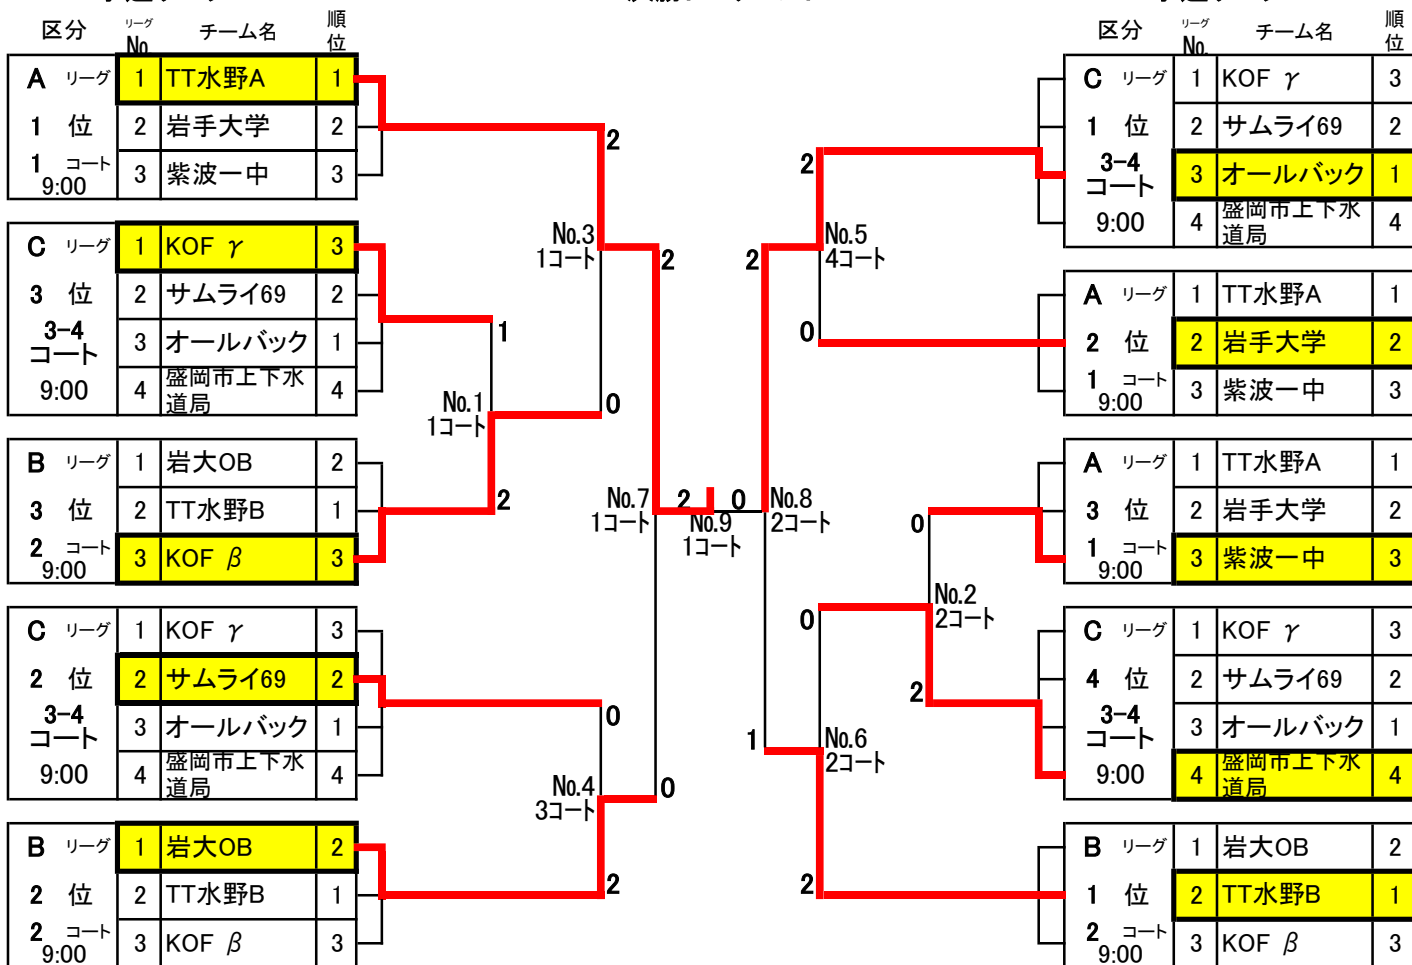 区分 リーグ No チーム名 順位
A リーグ 1 TT水野A 1
1 位 2 岩手大学 2
1 コート 9:00 3 紫波一中 3
C リーグ 1 KOF γ 3
3 位 2 サムライ69 2
3-4 コート 3 オールバック 1
9:00 4 盛岡市上下水道局 4
B リーグ 1 岩大OB 2
3 位 2 TT水野B 1
2 コート 9:00 3 KOF β 3
C リーグ 1 KOF γ 3
2 位 2 サムライ69 2
3-4 コート 3 オールバック 1
9:00 4 盛岡市上下水道局 4
B リーグ 1 岩大OB 2
2 位 2 TT水野B 1
2 コート 9:00 3 KOF β 3
2
No.3
1コート
2
1
0
No.1
1コート
2
No.7
1コート
2 0
No.9
1コート
0
No.4
3コート
0
2
2
No.5
4コート
2
0
No.8
2コート
0
No.2
2コート
0
2
1
No.6
2コート
2
区分 リーグ No. チーム名 順位
C リーグ 1 KOF γ 3
1 位 2 サムライ69 2
3-4 コート 3 オールバック 1
9:00 4 盛岡市上下水道局 4
A リーグ 1 TT水野A 1
2 位 2 岩手大学 2
1 コート 9:00 3 紫波一中 3
A リーグ 1 TT水野A 1
3 位 2 岩手大学 2
1 コート 9:00 3 紫波一中 3
C リーグ 1 KOF γ 3
4 位 2 サムライ69 2
3-4 コート 3 オールバック 1
9:00 4 盛岡市上下水道局 4
B リーグ 1 岩大OB 2
1 位 2 TT水野B 1
2 コート 9:00 3 KOF β 3